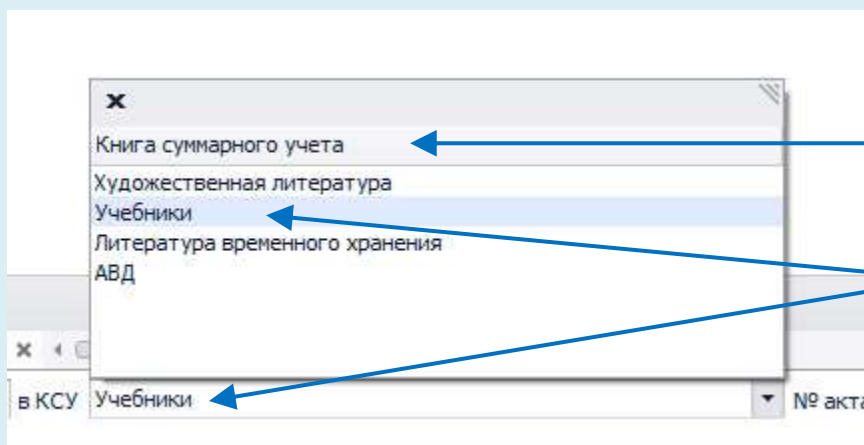 Книга суммарного учета
Художественная литература
Учебники
Литература временного хранения
АВД
в КСУ Учебники № акта